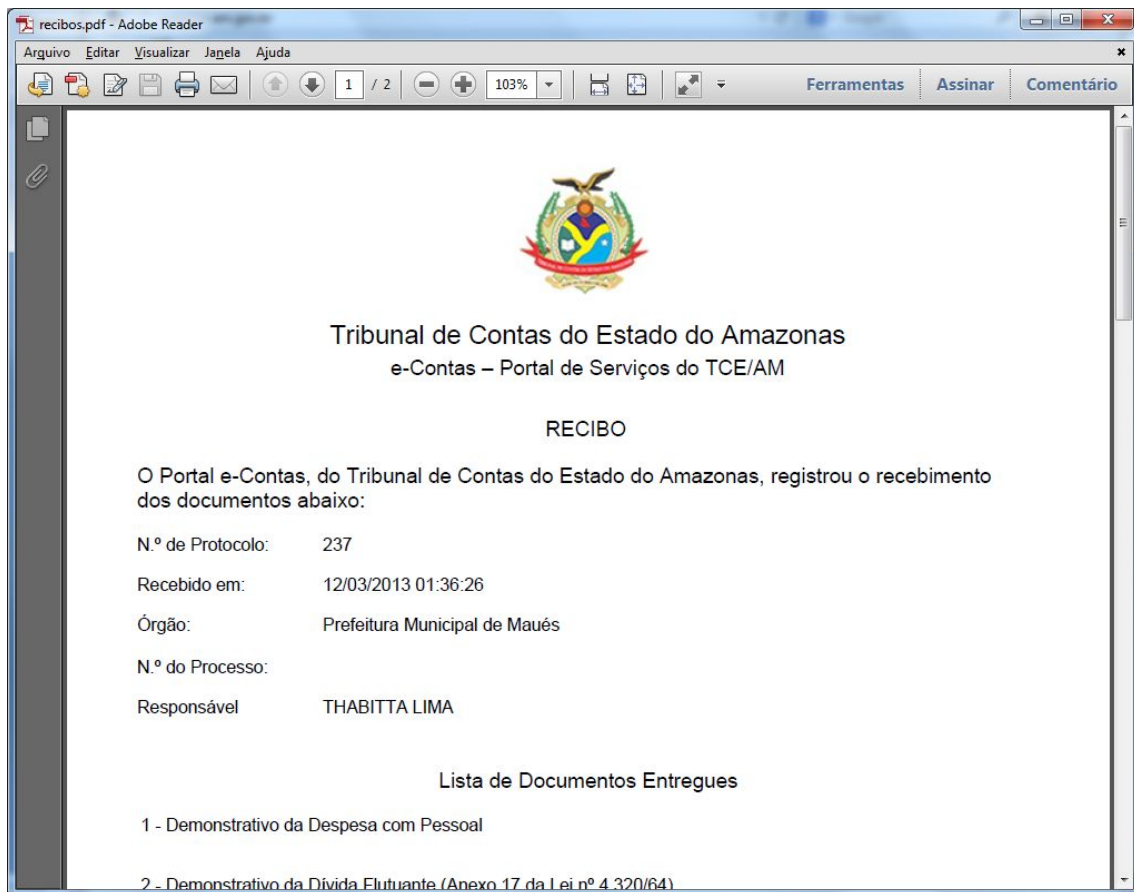 recibos.pdf - Adobe Reader
Arquivo Editar Visualizar Janela Ajuda
1 / 2 103% Ferramentas Assinar Comentário
Tribunal de Contas do Estado do Amazonas
e-Contas – Portal de Serviços do TCE/AM
RECIBO
O Portal e-Contas, do Tribunal de Contas do Estado do Amazonas, registrou o recebimento
dos documentos abaixo:
N.º de Protocolo: 237
Recebido em: 12/03/2013 01:36:26
Órgão: Prefeitura Municipal de Maués
N.º do Processo:
Responsável THABITTA LIMA
Lista de Documentos Entregues
1 - Demonstrativo da Despesa com Pessoal
2 - Demonstrativo da Dívida Flutuante (Anexo 17 da Lei nº 4.320/64)